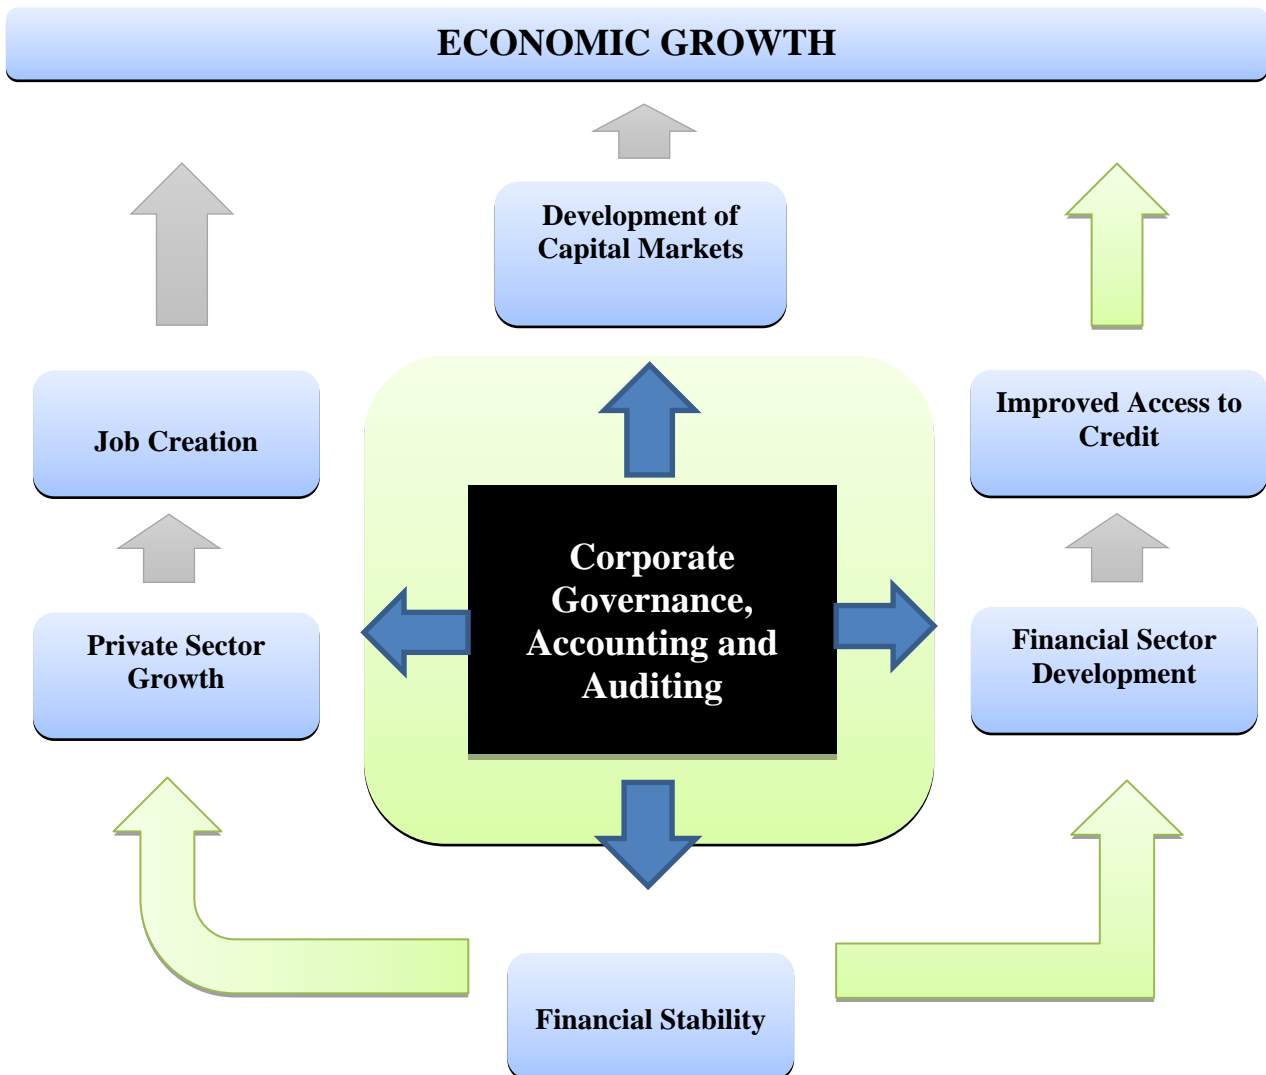 ECONOMIC GROWTH
Development of
Capital Markets
Job Creation
Improved Access to
Credit
Corporate
Governance,
Accounting and
Auditing
Private Sector
Growth
Financial Sector
Development
Financial Stability